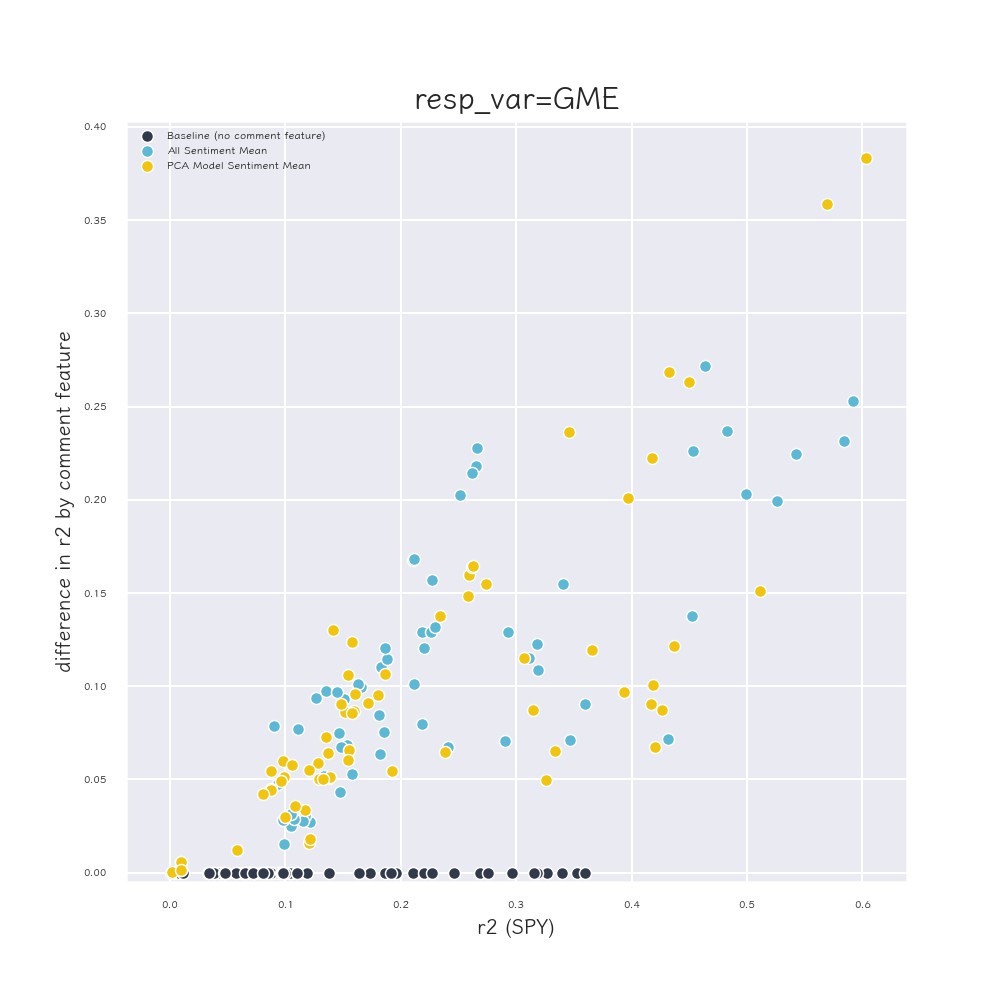 resp_var=GME
Baseline (no comment feature)
All Sentiment Mean
PCA Model Sentiment Mean
difference in r2 by comment feature
0.40
0.35
0.30
0.25
0.20
0.15
0.10
0.05
0.00
0.0 0.1 0.2 0.3 0.4 0.5 0.6
r2 (SPY)